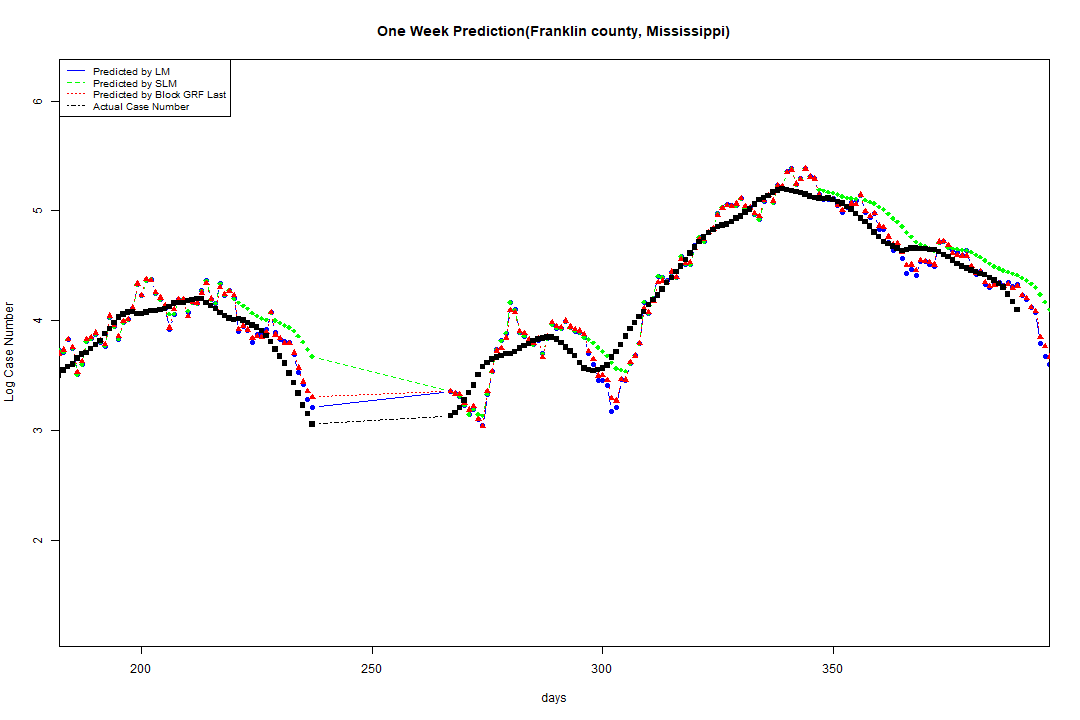 One Week Prediction(Franklin county, Mississippi)
Predicted by LM
Predicted by SLM
Predicted by Block GRF Last
Actual Case Number
Log Case Number
6
5
4
3
2
200
250
300
350
days